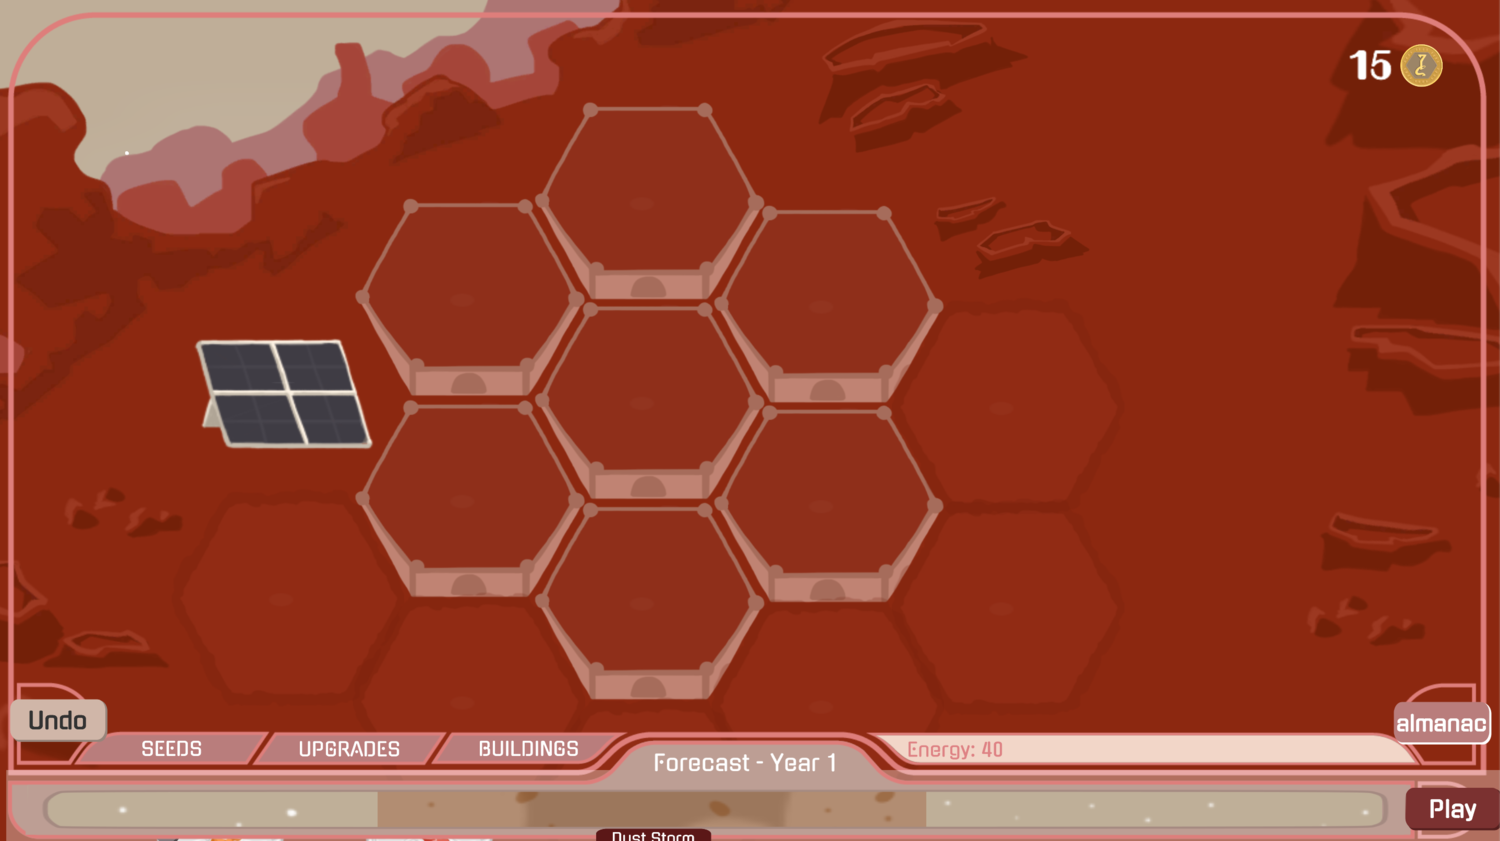 15
Undo
almanac
SEEDS
UPGRADES
BUILDINGS
Forecast - Year 1
Energy: 40
Play
Dust Storm